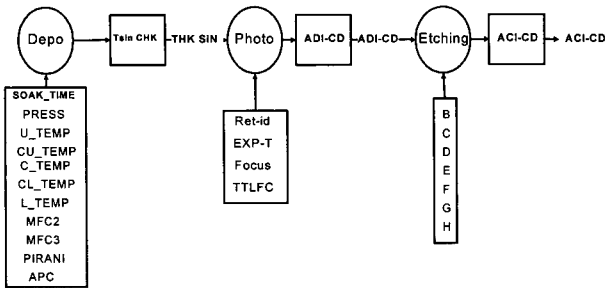 Depo
Tsin CHK
THK SIN
Photo
ADI-CD
ADI-CD
Etching
ACI-CD
ACI-CD
SOAK_TIME
PRESS
U_TEMP
CU_TEMP
C_TEMP
CL_TEMP
L_TEMP
MFC2
MFC3
PIRANI
APC
Ret-id
EXP-T
Focus
TTLFC
B
C
D
E
F
G
H